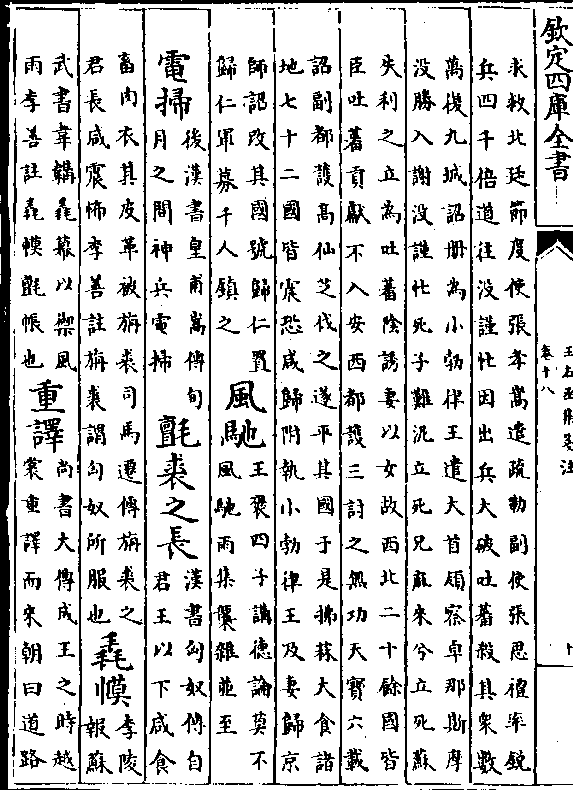 欽定四庫全書
王右丞集箋注
卷十八
十
求救北廷節度使張孝嵩遣疏勒副使張思禮率銳
兵四千倍道往没謹忙因出兵大破吐蕃殺其衆數
萬復九城詔冊為小勃律王遣大首領察卓那斯摩
没勝入謝没謹忙死子難泥立死兄麻來兮立死蘇
失利之立為吐蕃陰誘妻以女故西北二十餘國皆
臣吐蕃貢獻不入安西都護三討之無功天寶六載
詔副都護高仙芝伐之遂平其國于是拂菻大食諸
地七十二國皆震恐咸歸附執小勃律王及妻歸京
師詔改其國號歸仁置
歸仁軍募千人鎮之
風馳
王褒四子講德論莫不
風馳雨集襲雜並至
電掃
後漢書皇甫嵩傳旬
月之間神兵電掃
氊裘之長
漢書匈奴傳自
君王以下咸食
畜肉衣其皮革被旃裘司馬遷傳旃裘之
君長咸震怖李善註旃裘謂匈奴所服也
毳幙
李陵
報蘇
武書韋韝毳幕以禦風
雨李善註毳幙氊帳也
重譯
尚書大傳成王之時越
裳重譯而來朝曰道路